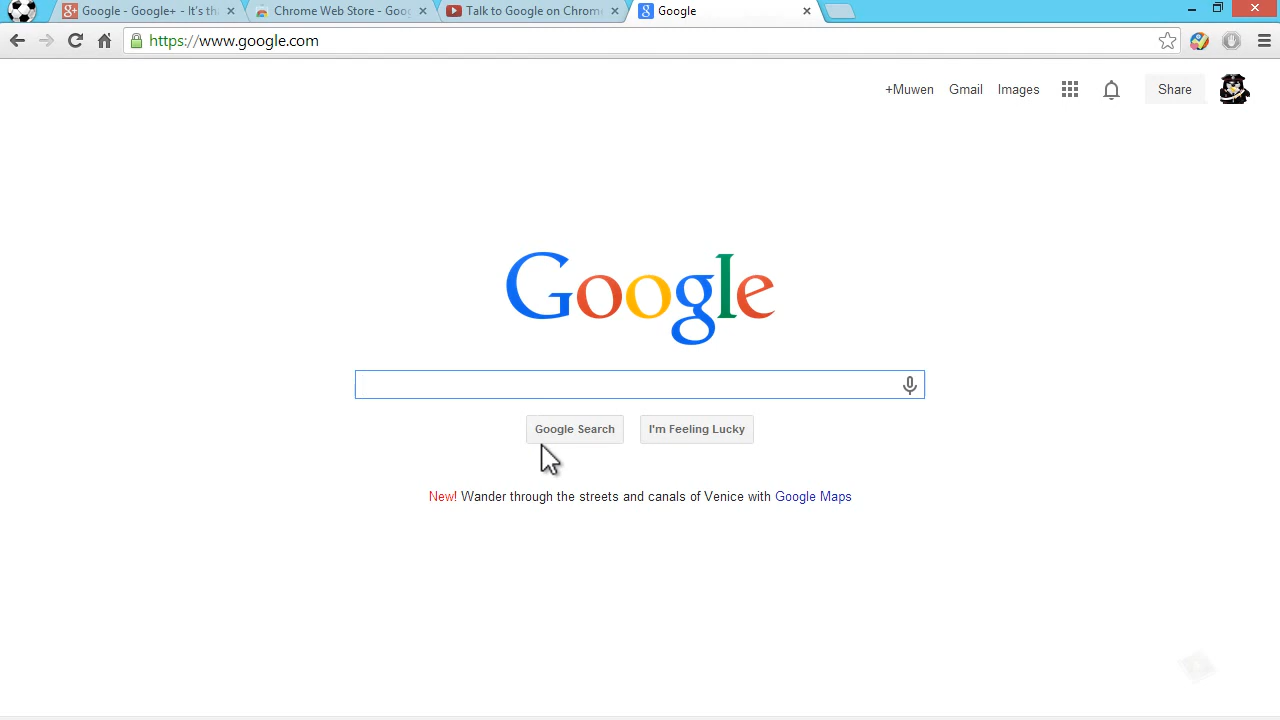 Google - Google+ - It's th
Chrome Web Store - Goog
Talk to Google on Chrom
Google
https://www.google.com
+Muwen Gmail Images Share
Google
Google Search I'm Feeling Lucky
New! Wander through the streets and canals of Venice with Google Maps